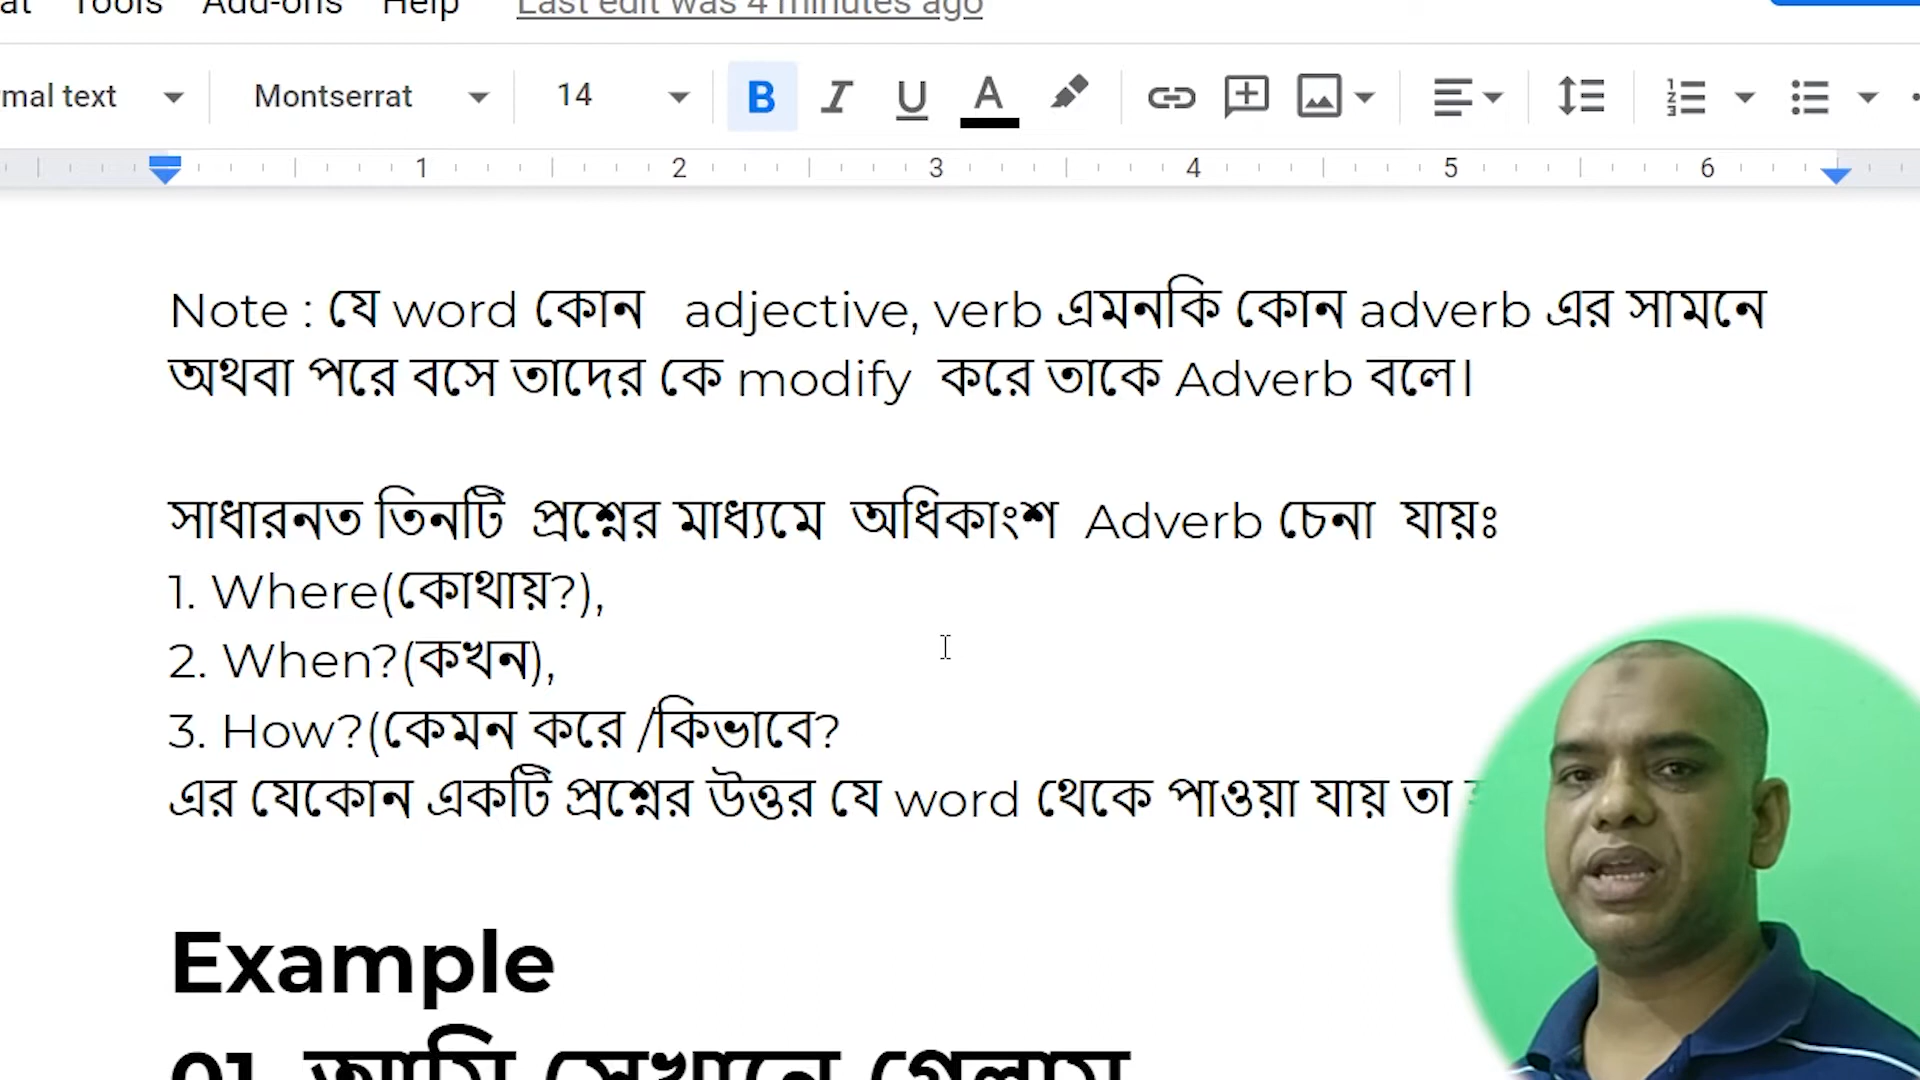 Tools Add-ons Help Last edit was 4 minutes ago
mal text Montserrat 14 B I U A
1 2 3 4 5 6
Note : যে word কোন adjective, verb এমনকি কোন adverb এর সামনে
অথবা পরে বসে তাদের কে modify করে তাকে Adverb বলে।
সাধারনত তিনটি প্রশ্নের মাধ্যমে অধিকাংশ Adverb চেনা যায়ঃ
1. Where(কোথায়?),
2. When?(কখন),
3. How?(কেমন করে /কিভাবে?
এর যেকোন একটি প্রশ্নের উত্তর যে word থেকে পাওয়া যায় তা
Example
01. আমি সেখানে গেলাম